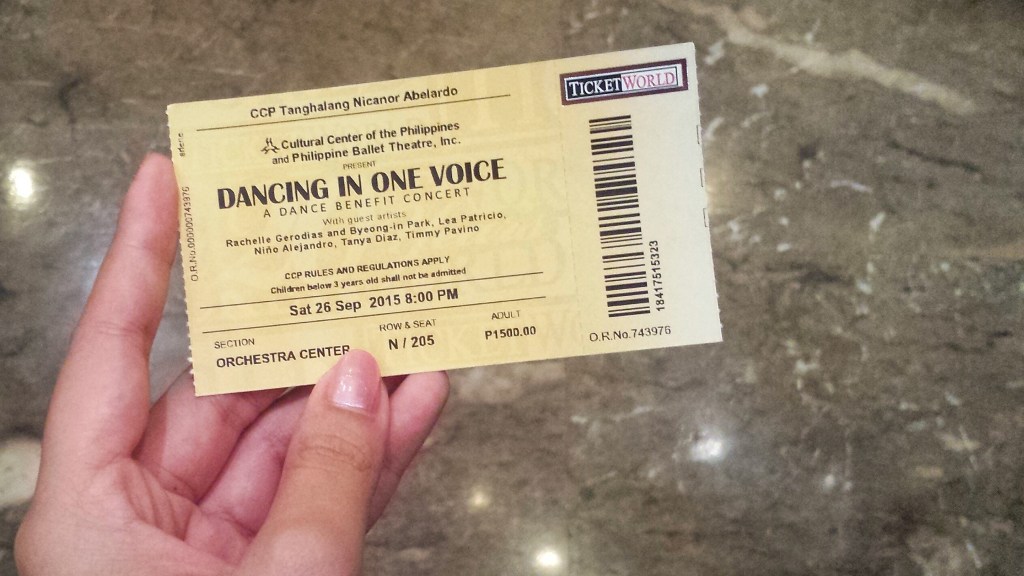 CCP Tanghalang Nicanor Abelardo
Cultural Center of the Philippines
and Philippine Ballet Theatre, Inc.
PRESENT
DANCING IN ONE VOICE
A DANCE BENEFIT CONCERT
With guest artists
Rachelle Gerodias and Byeong-in Park, Lea Patricio,
Niño Alejandro, Tanya Diaz, Timmy Pavino
CCP RULES AND REGULATIONS APPLY
Children below 3 years old shall not be admitted
Sat 26 Sep 2015 8:00 PM
SECTION
ORCHESTRA CENTER
ROW & SEAT
N / 205
ADULT
P1500.00
TICKETWORLD
18417515323
O.R.No.743976
O.R.No.000000743976